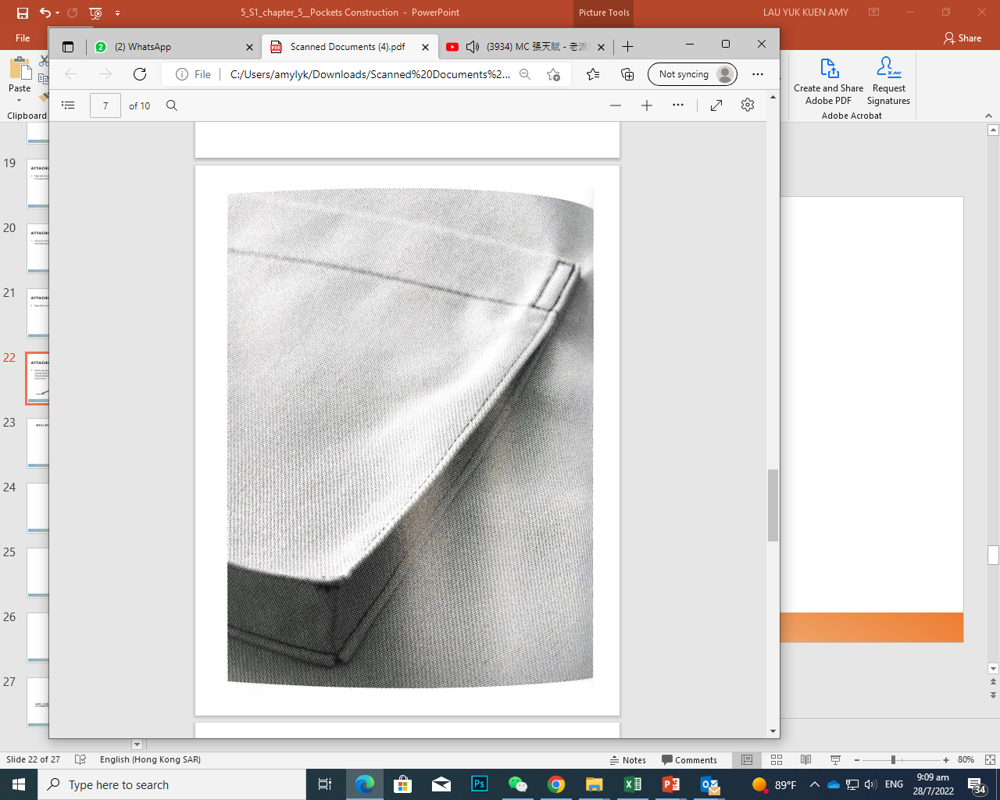 5_S1_chapter_5__Pockets Construction - PowerPoint
Picture Tools
LAU YUK KUEN AMY
File
Share
(2) WhatsApp
Scanned Documents (4).pdf
(3934) MC 張天賦 - 老派
File
C:/Users/amylyk/Downloads/Scanned%20Documents%2...
Not syncing
7 of 10
Paste
Clipboard
Create and Share Adobe PDF
Request Signatures
Adobe Acrobat
19
20
21
22
23
24
25
26
27
Slide 22 of 27
English (Hong Kong SAR)
Notes
Comments
80%
Type here to search
89°F
ENG
9:09 am
28/7/2022
34